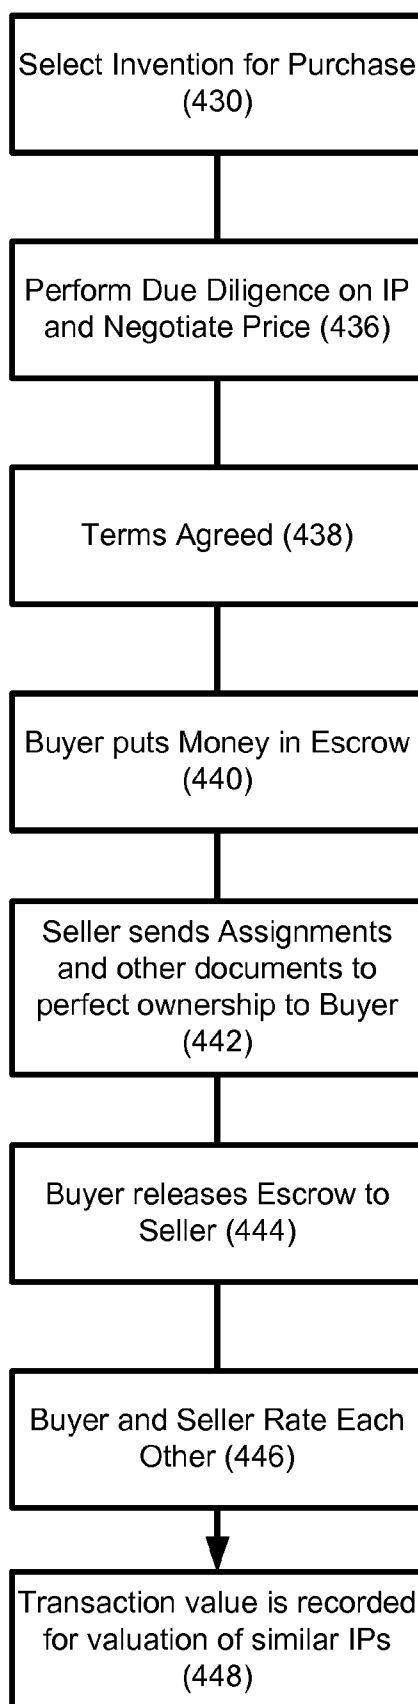 Select Invention for Purchase
(430)
Perform Due Diligence on IP
and Negotiate Price (436)
Terms Agreed (438)
Buyer puts Money in Escrow
(440)
Seller sends Assignments
and other documents to
perfect ownership to Buyer
(442)
Buyer releases Escrow to
Seller (444)
Buyer and Seller Rate Each
Other (446)
Transaction value is recorded
for valuation of similar IPs
(448)